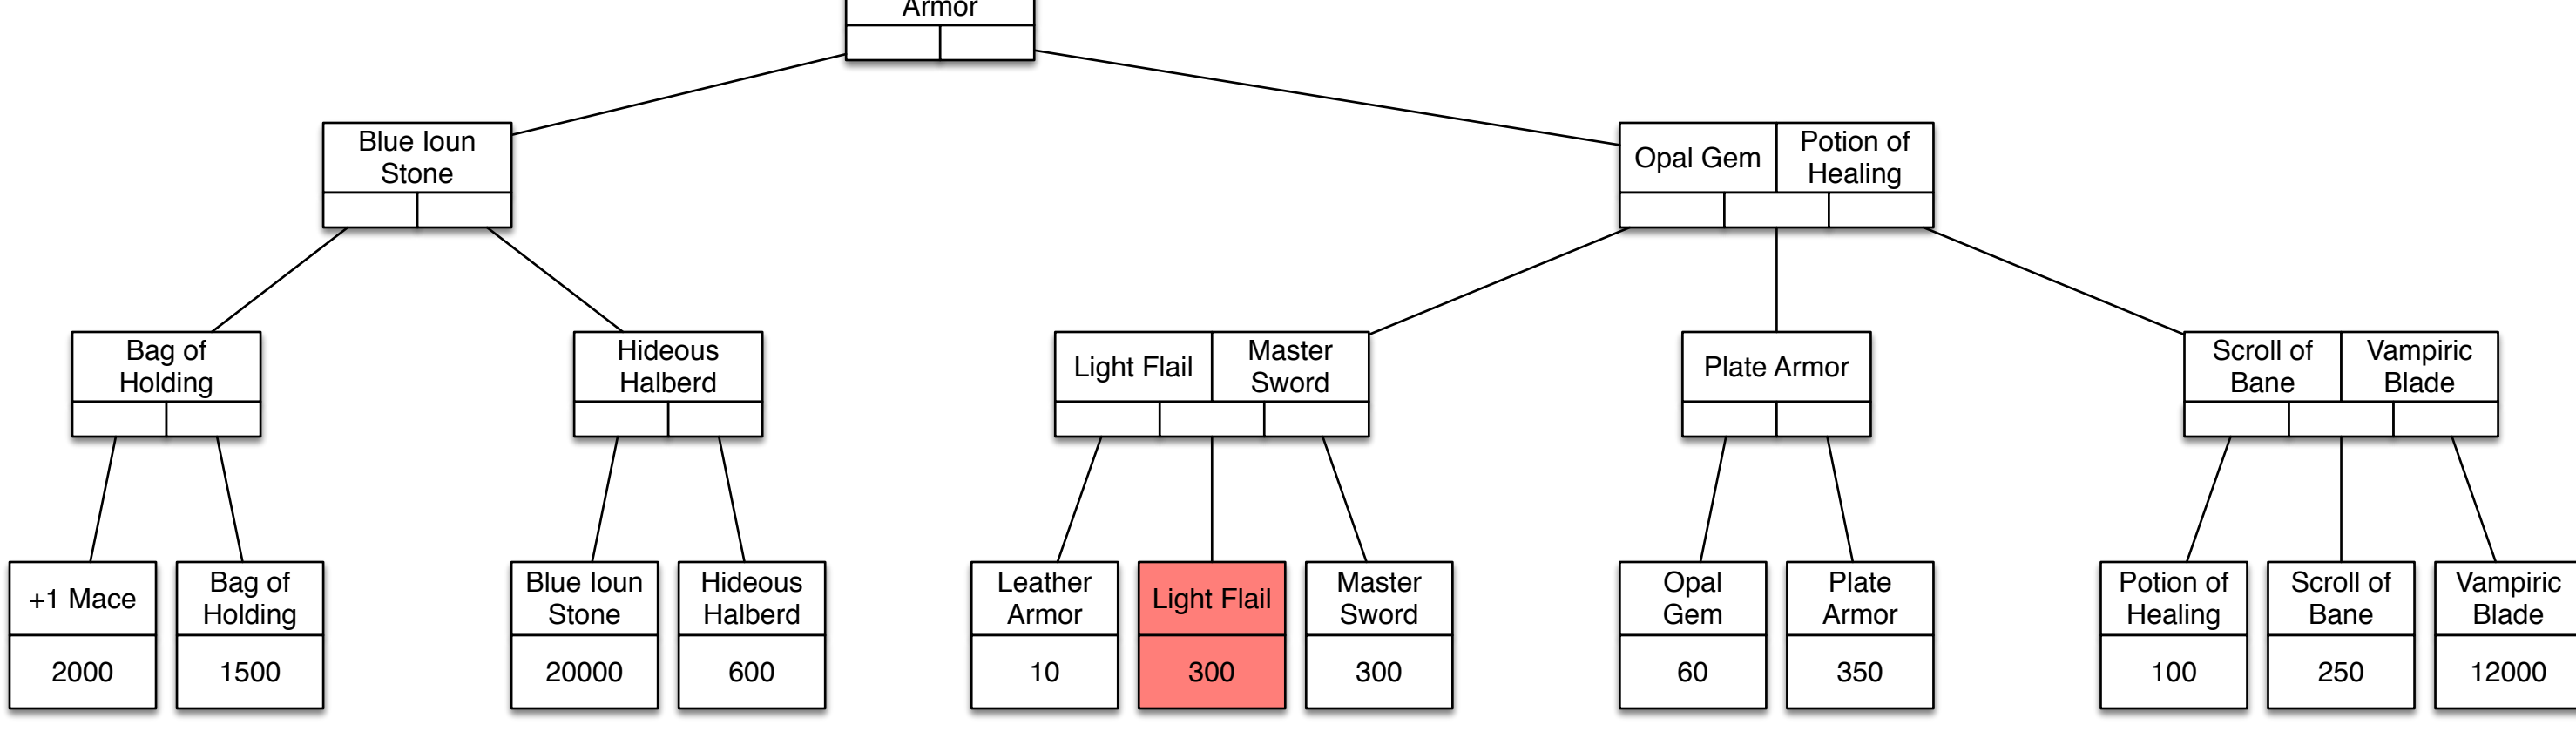 Armor
Blue Ioun
Stone
Opal Gem
Potion of
Healing
Bag of
Holding
Hideous
Halberd
Light Flail
Master
Sword
Plate Armor
Scroll of
Bane
Vampiric
Blade
+1 Mace
2000
Bag of
Holding
1500
Blue Ioun
Stone
20000
Hideous
Halberd
600
Leather
Armor
10
Light Flail
300
Master
Sword
300
Opal
Gem
60
Plate
Armor
350
Potion of
Healing
100
Scroll of
Bane
250
Vampiric
Blade
12000